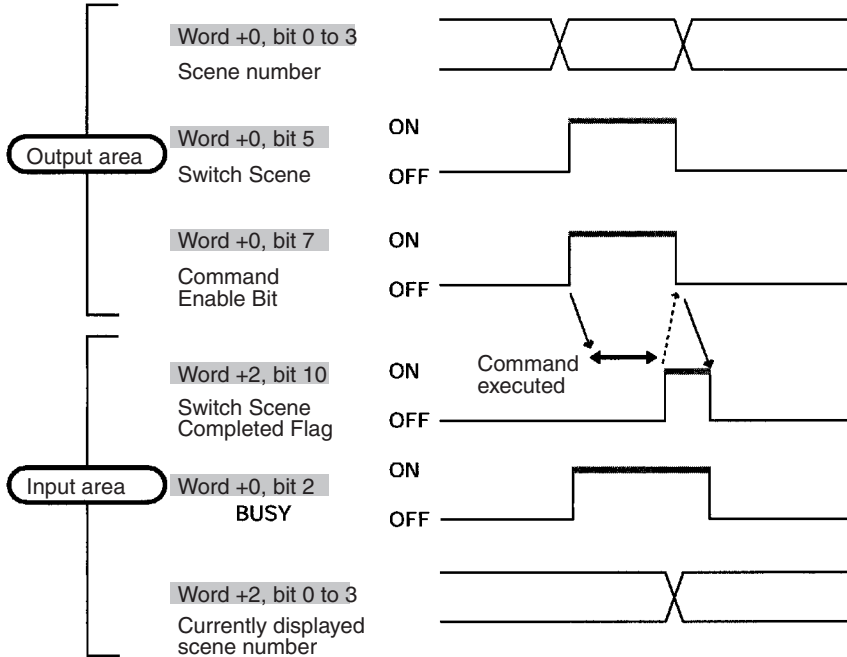 Word +0, bit 0 to 3
Scene number
Output area
Word +0, bit 5
ON
Switch Scene
OFF
Word +0, bit 7
ON
Command
Enable Bit
OFF
Word +2, bit 10
ON
Command
executed
Switch Scene
Completed Flag
OFF
Input area
Word +0, bit 2
ON
BUSY
OFF
Word +2, bit 0 to 3
Currently displayed
scene number